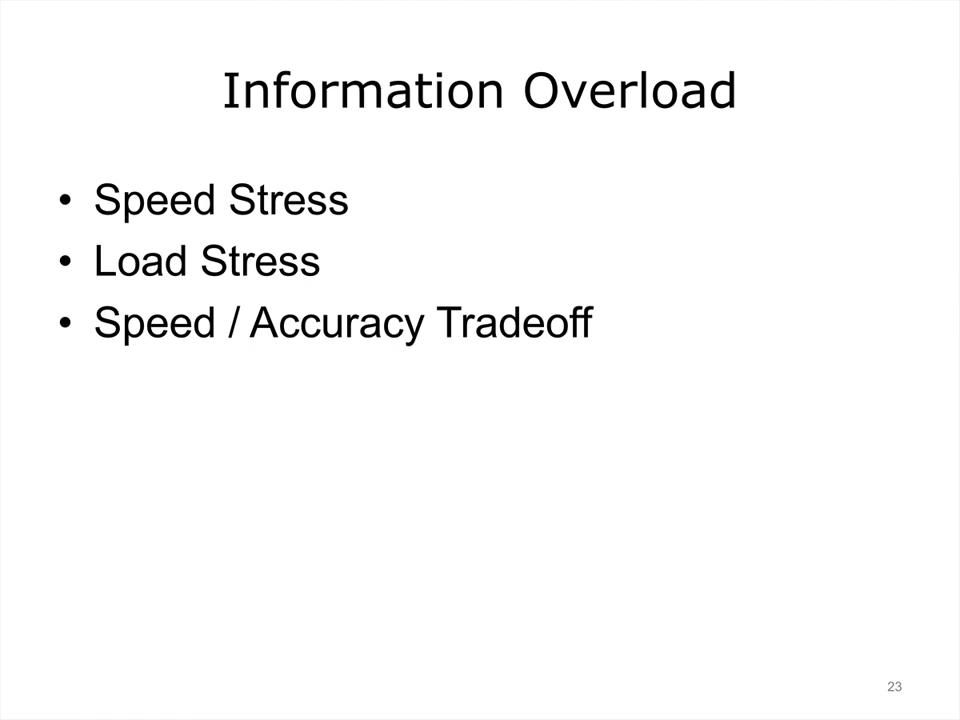 Information Overload
• Speed Stress
• Load Stress
• Speed / Accuracy Tradeoff
23